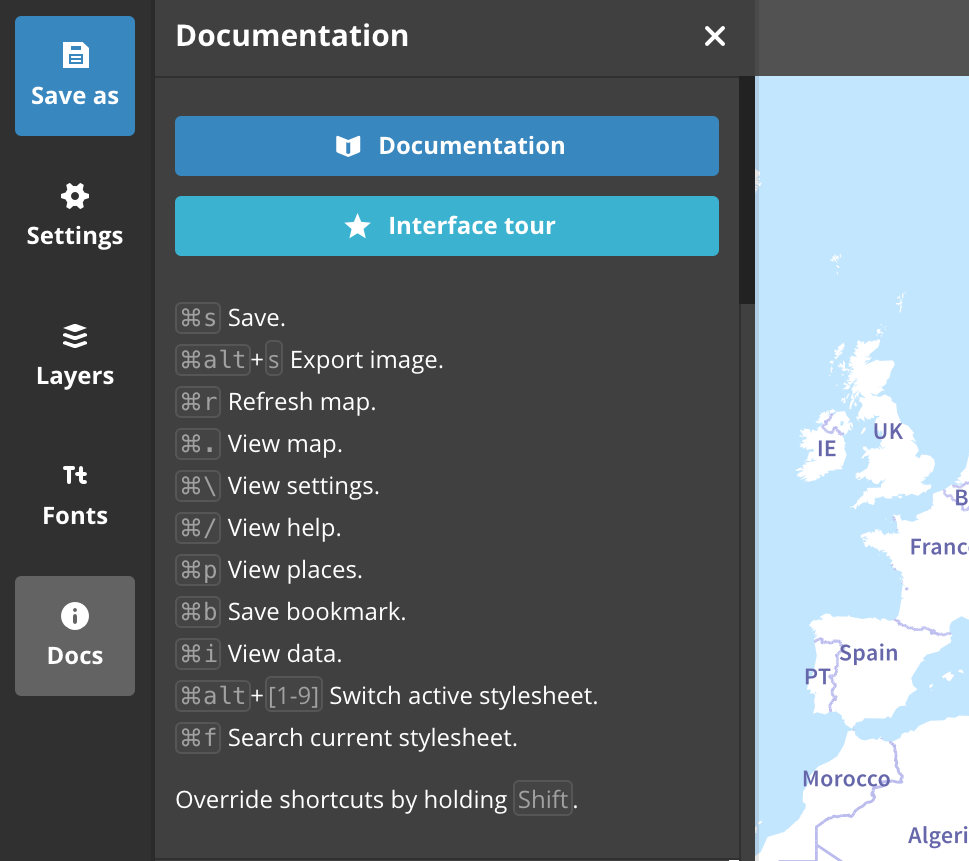 Save as
Settings
Layers
Fonts
Docs
Documentation
Documentation
Interface tour
⌘s Save.
⌘alt+s Export image.
⌘r Refresh map.
⌘. View map.
⌘\ View settings.
⌘/ View help.
⌘p View places.
⌘b Save bookmark.
⌘i View data.
⌘alt+[1-9] Switch active stylesheet.
⌘f Search current stylesheet.
Override shortcuts by holding Shift.
UK
IE
B
Franc
Spain
PT
Morocco
Algeri